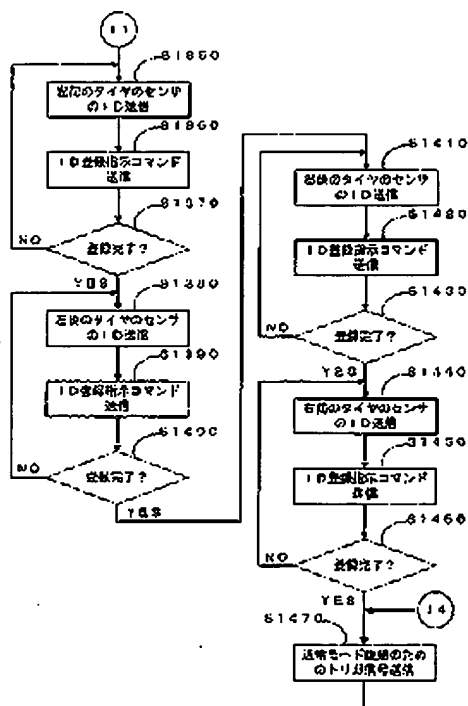 S1350
左前のタイヤのセンサ
のID送信
S1360
ID登録指示コマンド
送信
S1370
登録完了?
NO
YES
S1380
左後のタイヤのセンサ
のID送信
S1390
ID登録指示コマンド
送信
S1400
登録完了?
NO
YES
S1410
右後のタイヤのセンサ
のID送信
S1420
ID登録指示コマンド
送信
S1430
登録完了?
NO
YES
S1440
右前のタイヤのセンサ
のID送信
S1450
ID登録指示コマンド
送信
S1460
登録完了?
NO
YES
14
S1470
通常モード
のための
トリガ信号送信